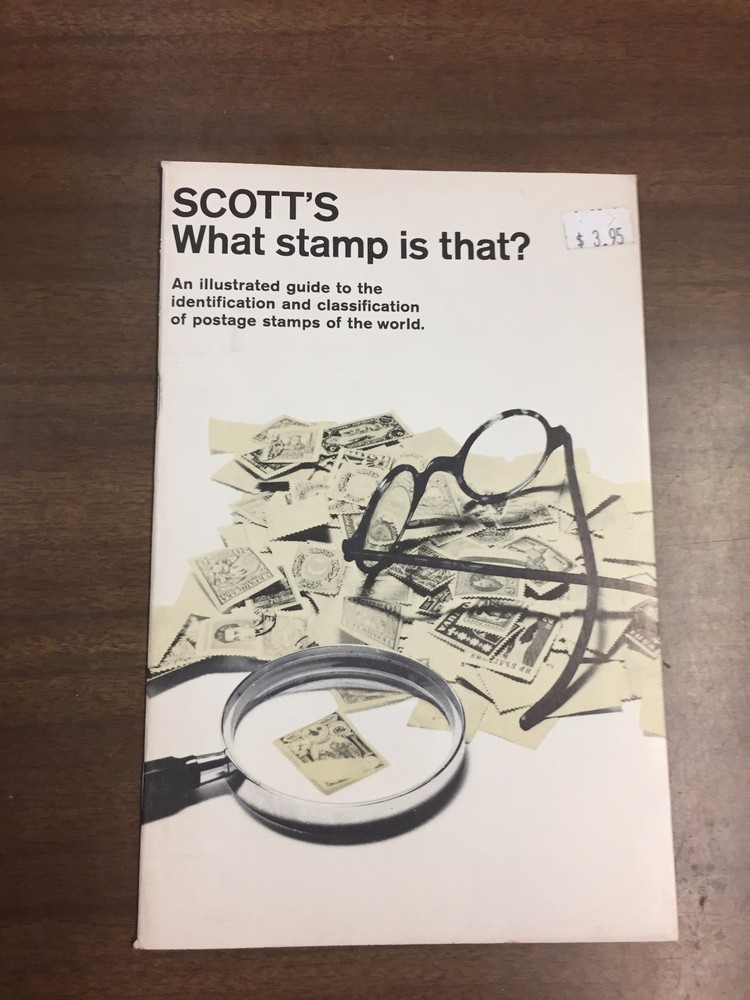 SCOTT'S
What stamp is that?
$ 3.95
An illustrated guide to the
identification and classification
of postage stamps of the world.